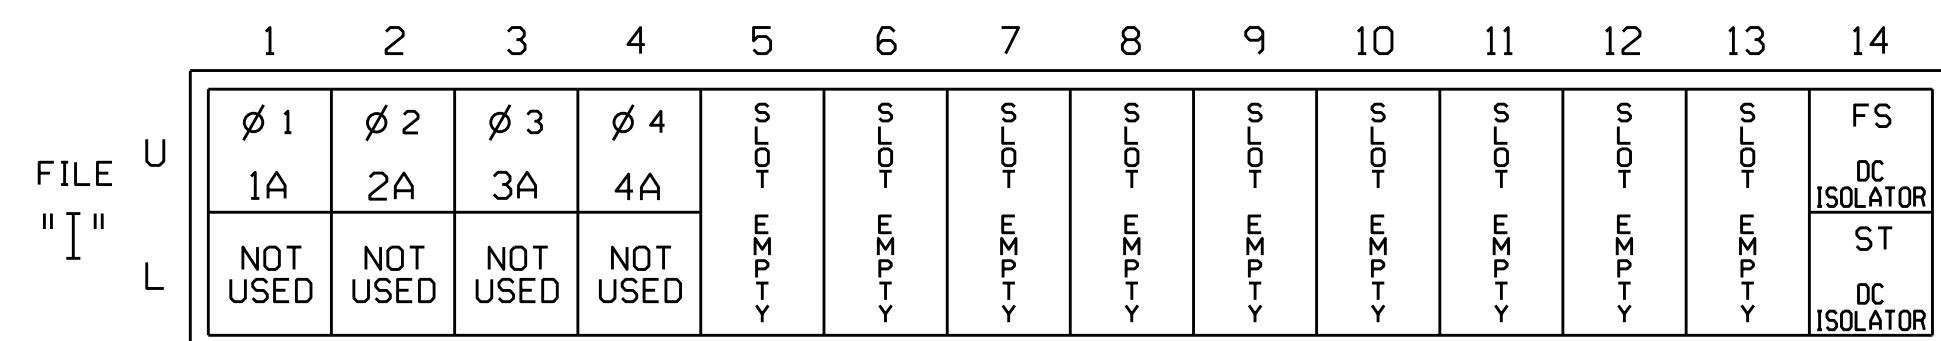 1 2 3 4 5 6 7 8 9 10 11 12 13 14
FILE "I"
U
Ø 1 Ø 2 Ø 3 Ø 4
1A 2A 3A 4A
SLOT EMPTY SLOT EMPTY SLOT EMPTY SLOT EMPTY SLOT EMPTY SLOT EMPTY SLOT EMPTY SLOT EMPTY SLOT EMPTY
FS
DC
ISOLATOR
L
NOT NOT NOT NOT
USED USED USED USED
ST
DC
ISOLATOR